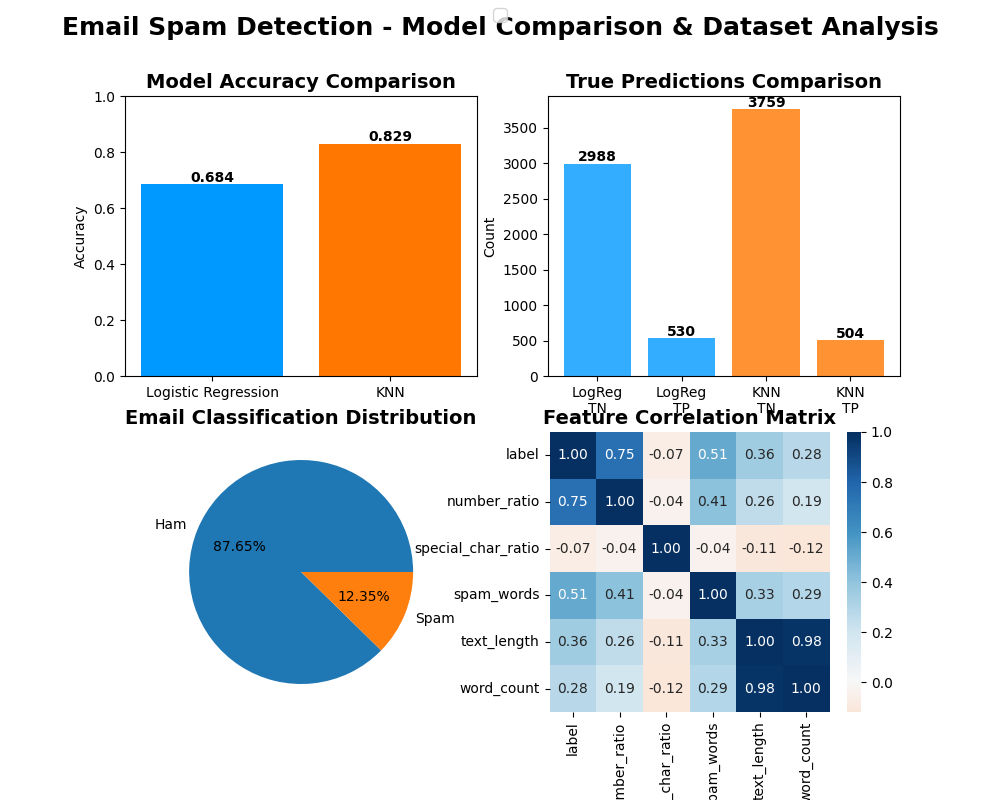 Email Spam Detection - Model Comparison & Dataset Analysis
Model Accuracy Comparison
Accuracy
1.0
0.8
0.6
0.4
0.2
0.0
0.684
0.829
Logistic Regression
KNN
True Predictions Comparison
Count
3500
3000
2500
2000
1500
1000
500
0
2988
530
3759
504
LogReg
TN
LogReg
TP
KNN
TN
KNN
TP
Email Classification Distribution
Ham
87.65%
12.35%
Spam
Feature Correlation Matrix
label 1.00 0.75 -0.07 0.51 0.36 0.28
number_ratio 0.75 1.00 -0.04 0.41 0.26 0.19
special_char_ratio -0.07 -0.04 1.00 -0.04 -0.11 -0.12
spam_words 0.51 0.41 -0.04 1.00 0.33 0.29
text_length 0.36 0.26 -0.11 0.33 1.00 0.98
word_count 0.28 0.19 -0.12 0.29 0.98 1.00
label
mber_ratio
_char_ratio
pam_words
text_length
word_count
1.0
0.8
0.6
0.4
0.2
0.0